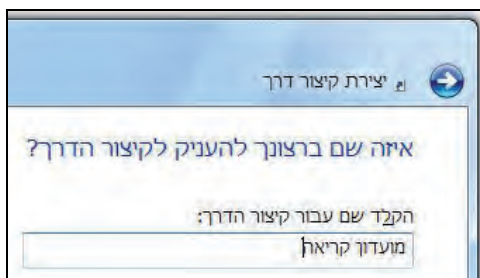 יצירת קיצור דרך
איזה שם ברצונך להעניק לקיצור הדרך?
הקלד שם עבור קיצור הדרך:
מועדון קריאה